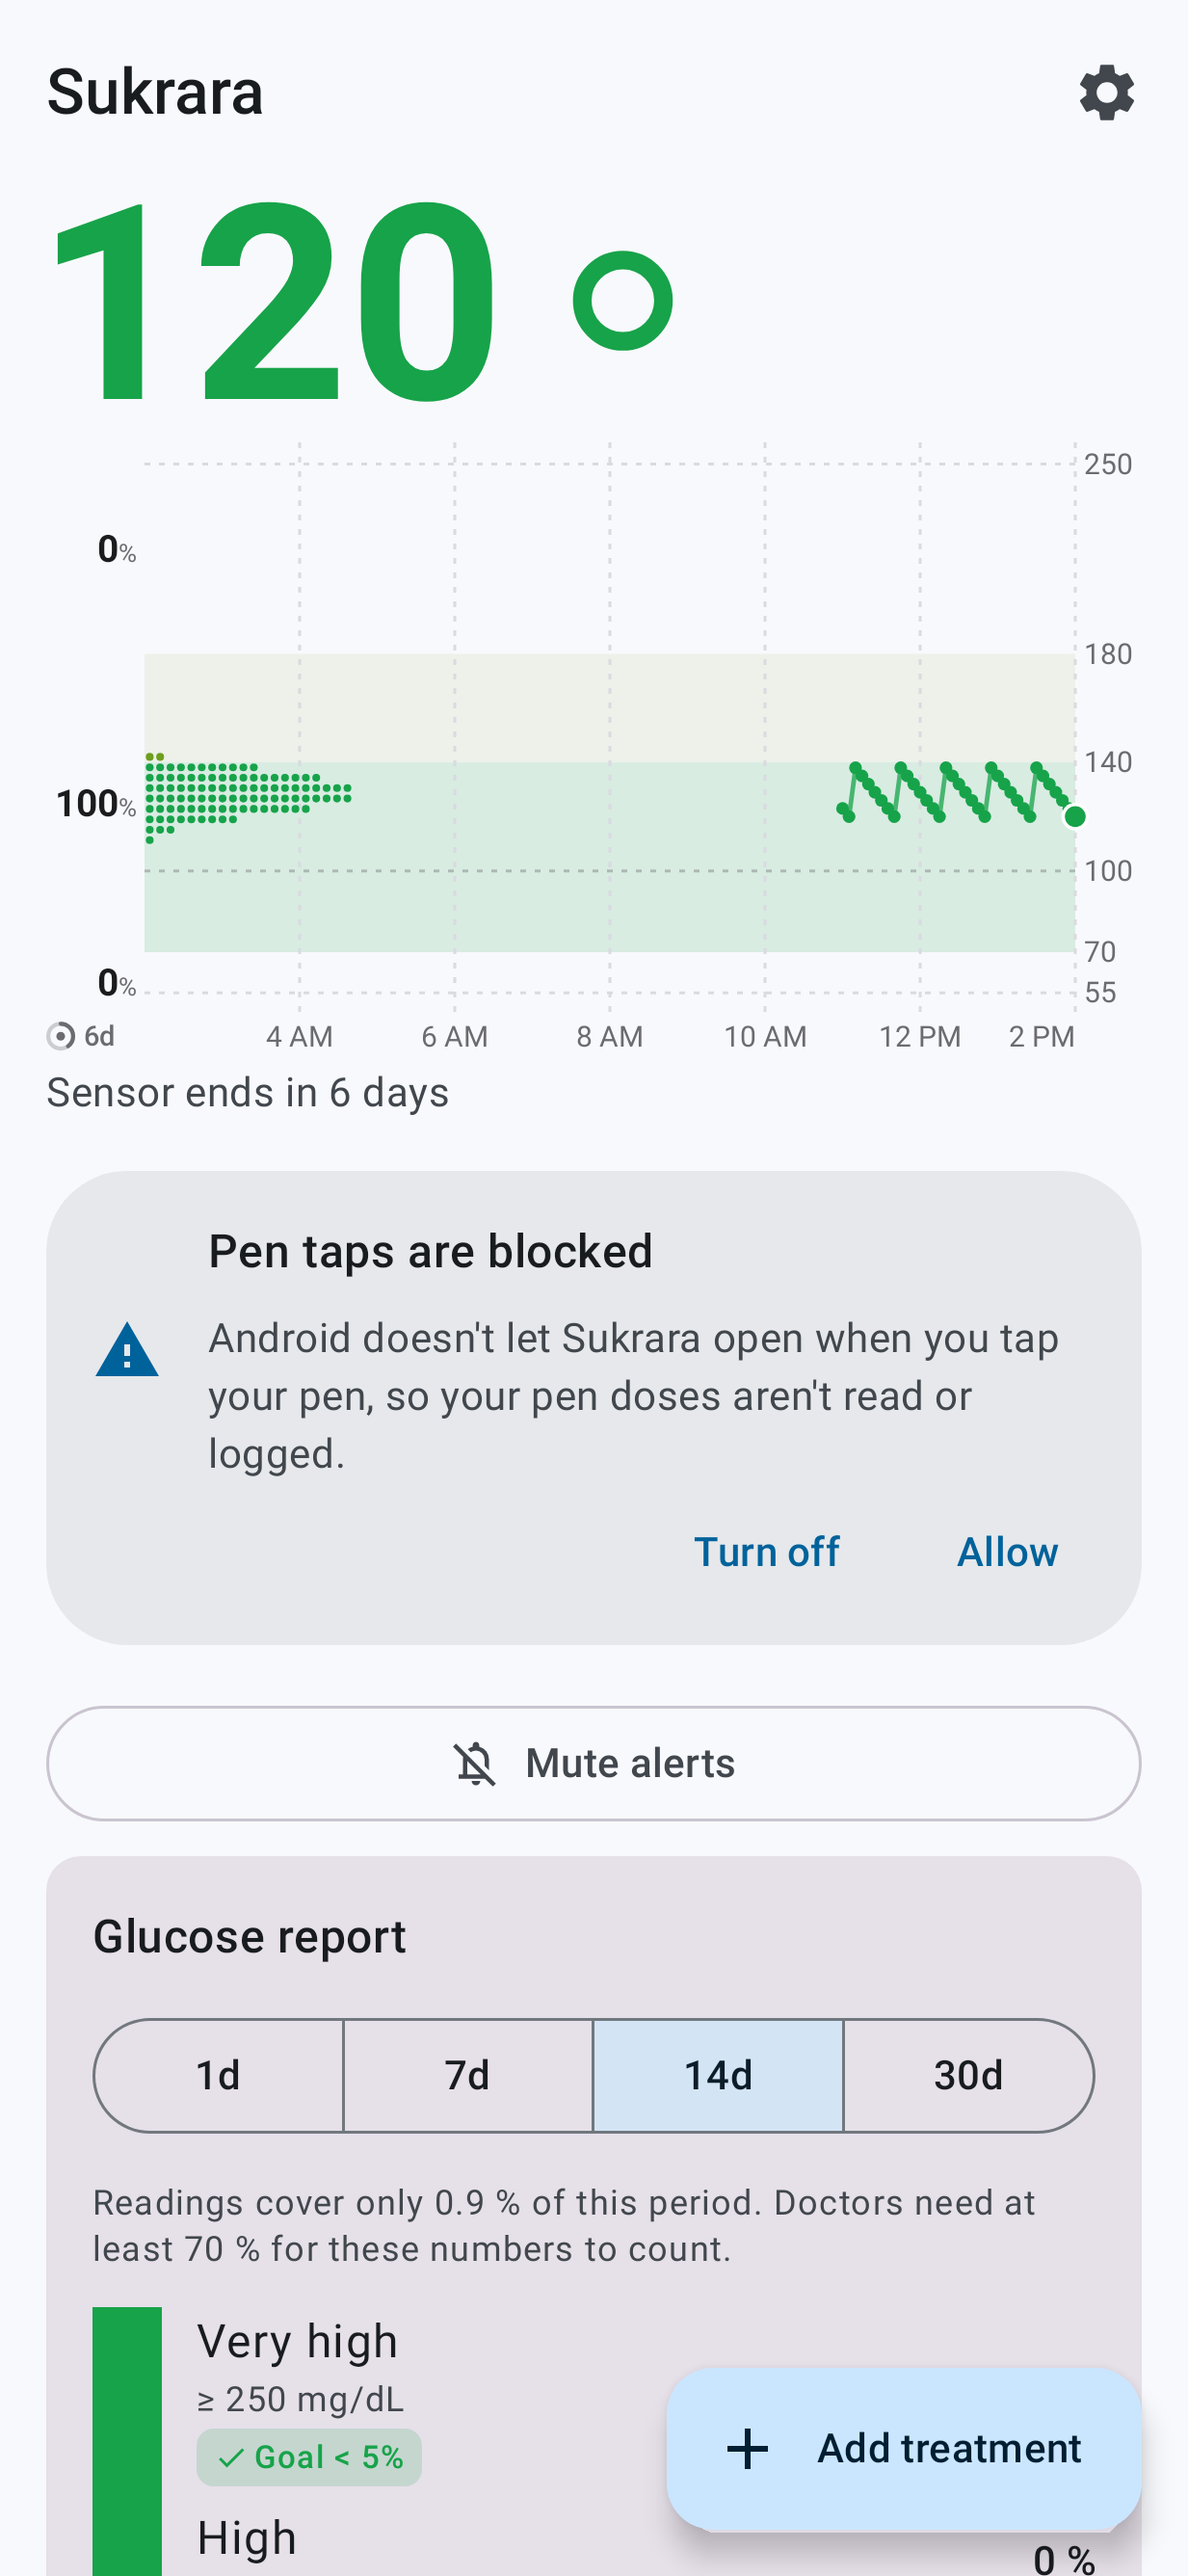 Sukrara
120
250
0%
180
140
100%
100
70
0%
55
6d
4 AM
6 AM
8 AM
10 AM
12 PM
2 PM
Sensor ends in 6 days
Pen taps are blocked
Android doesn't let Sukrara open when you tap
your pen, so your pen doses aren't read or
logged.
Turn off
Allow
Mute alerts
Glucose report
1d
7d
14d
30d
Readings cover only 0.9 % of this period. Doctors need at
least 70 % for these numbers to count.
Very high
≥ 250 mg/dL
Goal < 5%
Add treatment
High
0 %